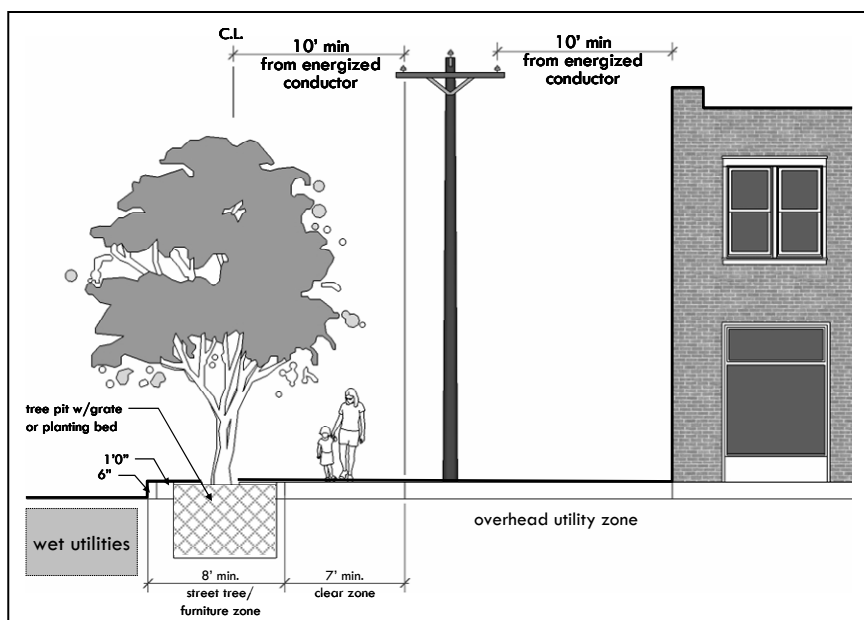 C.L.
10' min
from energized
conductor
10' min
from energized
conductor
tree pit w/grate
or planting bed
1'0"
6"
wet utilities
overhead utility zone
8' min.
street tree/
furniture zone
7' min.
clear zone